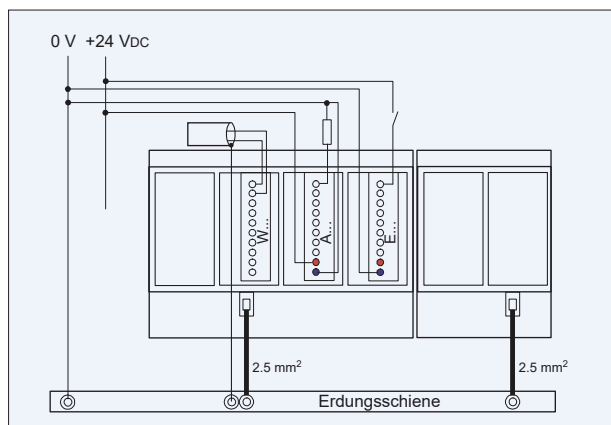 0 V +24 VDC
W...
A...
E...
2.5 mm²
2.5 mm²
Erdungsschiene